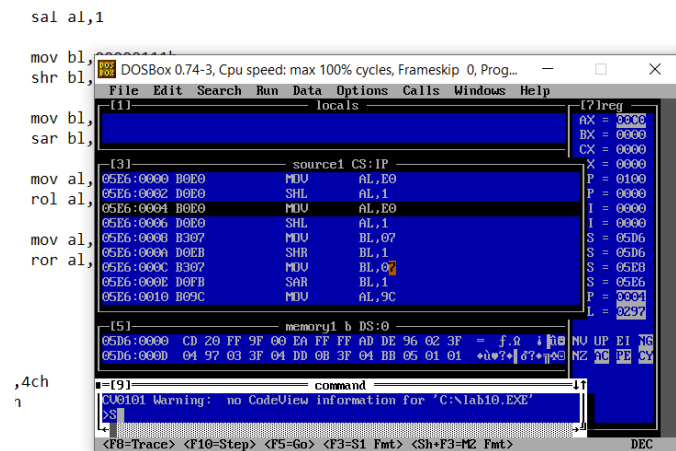 sal al,1
mov bl,00000111b
shr bl,
mov bl,
sar bl,
mov al,
rol al,
mov al,
ror al,
,4ch
DOSBox 0.74-3, Cpu speed: max 100% cycles, Frameskip 0, Prog...
File Edit Search Run Data Options Calls Windows Help
[1] locals
[7]reg
AX = 00C0
BX = 0000
CX = 0000
X = 0000
P = 0100
P = 0000
I = 0000
I = 0000
S = 05D6
S = 05D6
S = 05E8
S = 05E6
P = 0004
L = 0297
NV UP EI NG
NZ AC PE CY
[3] source1 CS:IP
05E6:0000 B0E0 MOV AL,E0
05E6:0002 D0E0 SHL AL,1
05E6:0004 B0E0 MOV AL,E0
05E6:0006 D0E0 SHL AL,1
05E6:0008 B307 MOV BL,07
05E6:000A D0EB SHR BL,1
05E6:000C B307 MOV BL,07
05E6:000E D0FB SAR BL,1
05E6:0010 B09C MOV AL,9C
[5] memory1 b DS:0
05D6:0000 CD 20 FF 9F 00 EA FF FF AD DE 96 02 3F
05D6:000D 04 97 03 3F 04 DD 0B 3F 04 BB 05 01 01
[9] command
CV0101 Warning: no CodeView information for 'C:\lab10.EXE'
>S
<F8=Trace> <F10=Step> <F5=Go> <F3=S1 Fmt> <Sh+F3=M2 Fmt> DEC